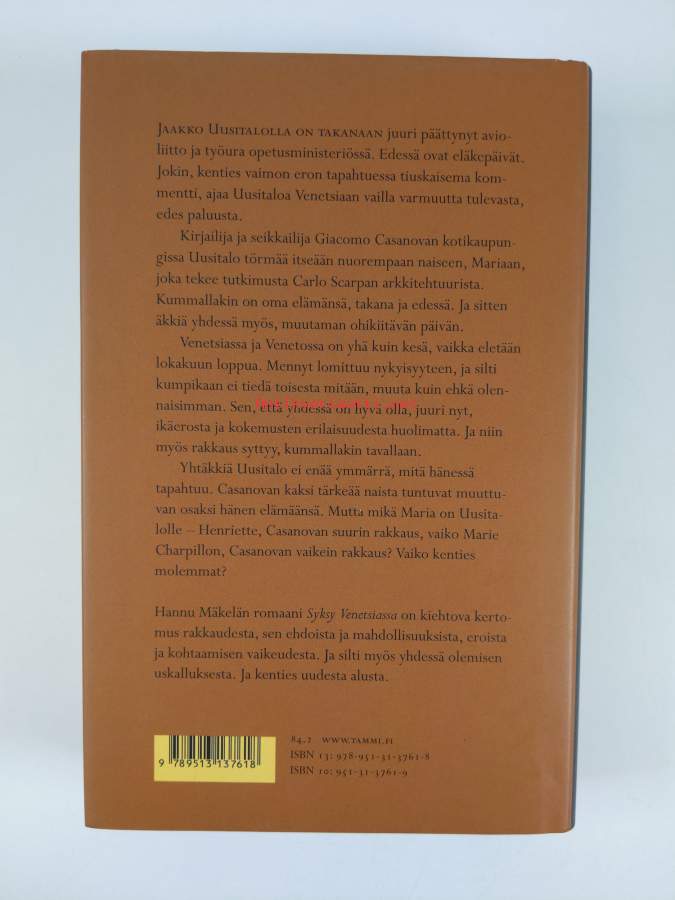 JAAKKO UUSITALOLLA ON TAKANAAN juuri päättynyt avio-
liitto ja työura opetusministeriössä. Edessä ovat eläkepäivät.
Jokin, kenties vaimon eron tapahtuessa tiuskaisema kom-
mentti, ajaa Uusitaloa Venetsiaan vailla varmuutta tulevasta,
edes paluusta.
Kirjailija ja seikkailija Giacomo Casanovan kotikaupun-
gissa Uusitalo törmää itseään nuorempaan naiseen, Mariaan,
joka tekee tutkimusta Carlo Scarpan arkkitehtuurista.
Kummallakin on oma elämänsä, takana ja edessä. Ja sitten
äkkiä yhdessä myös, muutaman ohikiitävän päivän.
Venetsiassa ja Venetossa on yhä kuin kesä, vaikka eletään
lokakuun loppua. Mennyt lomittuu nykyisyyteen, ja silti
kumpikaan ei tiedä toisesta mitään, muuta kuin ehkä olen-
naisimman. Sen, että yhdessä on hyvä olla, juuri nyt,
ikäerosta ja kokemusten erilaisuudesta huolimatta. Ja niin
myös rakkaus syttyy, kummallakin tavallaan.
Yhtäkkiä Uusitalo ei enää ymmärrä, mitä hänessä
tapahtuu. Casanovan kaksi tärkeää naista tuntuvat muuttu-
van osaksi hänen elämäänsä. Mutta mikä Maria on Uusita-
lolle – Henriette, Casanovan suurin rakkaus, vaiko Marie
Charpillon, Casanovan vaikein rakkaus? Vaiko kenties
molemmat?
Hannu Mäkelän romaani Syksy Venetsiassa on kiehtova kerto-
mus rakkaudesta, sen ehdoista ja mahdollisuuksista, eroista
ja kohtaamisen vaikeudesta. Ja silti myös yhdessä olemisen
uskalluksesta. Ja kenties uudesta alusta.
84.2 WWW.TAMMI.FI
ISBN 13: 978-951-31-3761-8
ISBN 10: 951-31-3761-9
9 789513 137618